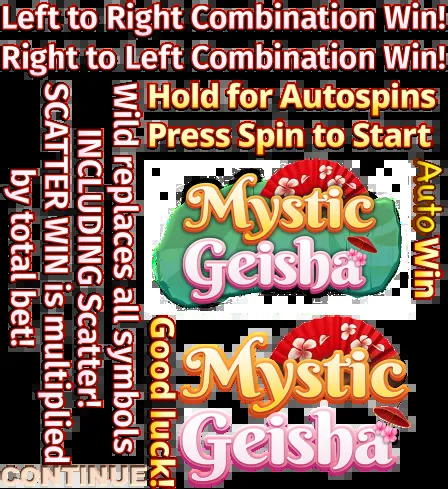 Left to Right Combination Win!
Right to Left Combination Win!
Hold for Autospins
Press Spin to Start
Wild replaces all symbols
INCLUDING Scatter!
SCATTER WIN is multiplied
by total bet!
Auto Win
Mystic
Geisha
Good luck!
Mystic
Geisha
CONTINUE